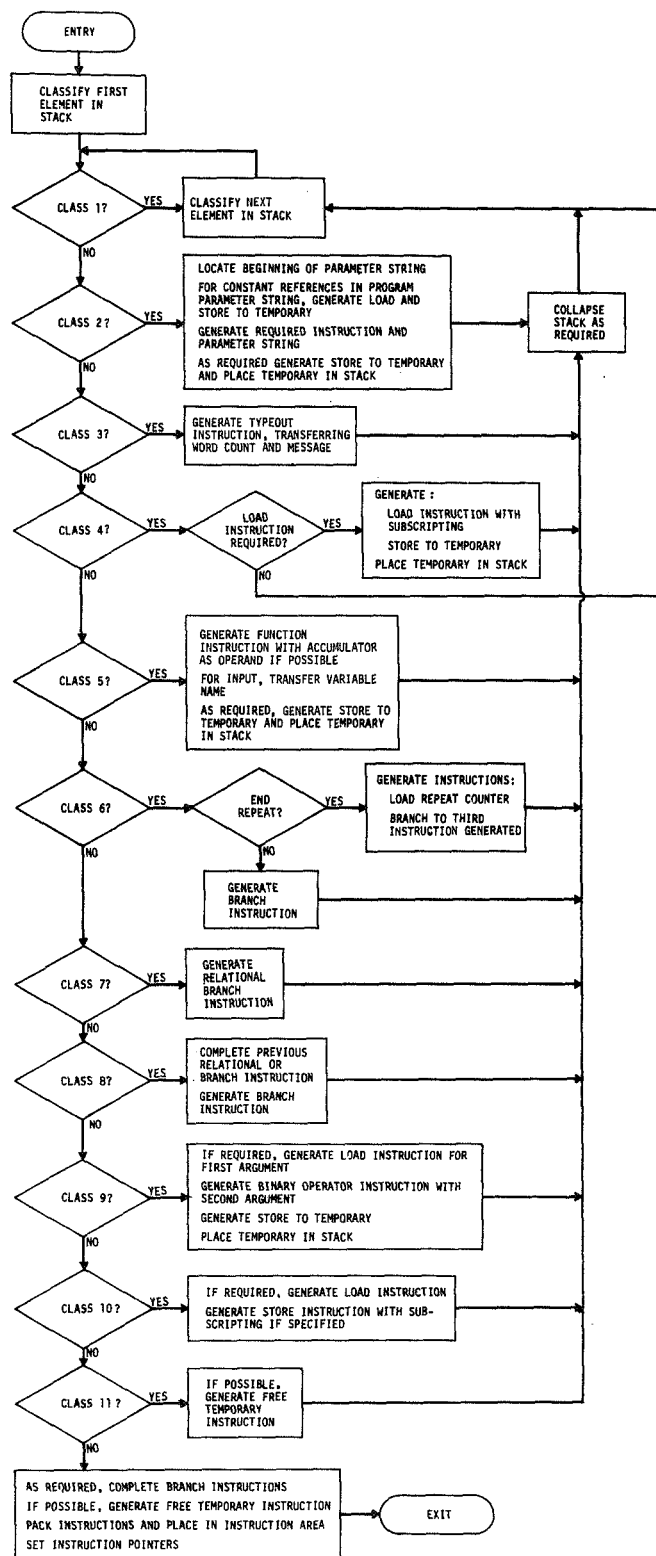 ENTRY
CLASSIFY FIRST
ELEMENT IN
STACK
CLASS 1?
YES
CLASSIFY NEXT
ELEMENT IN STACK
NO
CLASS 2?
YES
LOCATE BEGINNING OF PARAMETER STRING
FOR CONSTANT REFERENCES IN PROGRAM
PARAMETER STRING, GENERATE LOAD AND
STORE TO TEMPORARY
GENERATE REQUIRED INSTRUCTION AND
PARAMETER STRING
AS REQUIRED GENERATE STORE TO TEMPORARY
AND PLACE TEMPORARY IN STACK
COLLAPSE
STACK AS
REQUIRED
NO
CLASS 3?
YES
GENERATE TYPEOUT
INSTRUCTION, TRANSFERRING
WORD COUNT AND MESSAGE
NO
CLASS 4?
YES
LOAD
INSTRUCTION
REQUIRED?
YES
GENERATE :
LOAD INSTRUCTION WITH
SUBSCRIPTING
STORE TO TEMPORARY
PLACE TEMPORARY IN STACK
NO
NO
CLASS 5?
YES
GENERATE FUNCTION
INSTRUCTION WITH ACCUMULATOR
AS OPERAND IF POSSIBLE
FOR INPUT, TRANSFER VARIABLE
NAME
AS REQUIRED, GENERATE STORE TO
TEMPORARY AND PLACE TEMPORARY
IN STACK
NO
CLASS 6?
YES
END
REPEAT?
YES
GENERATE INSTRUCTIONS:
LOAD REPEAT COUNTER
BRANCH TO THIRD
INSTRUCTION GENERATED
NO
NO
GENERATE
BRANCH
INSTRUCTION
CLASS 7?
YES
GENERATE
RELATIONAL
BRANCH
INSTRUCTION
NO
CLASS 8?
YES
COMPLETE PREVIOUS
RELATIONAL OR
BRANCH INSTRUCTION
GENERATE BRANCH
INSTRUCTION
NO
CLASS 9?
YES
IF REQUIRED, GENERATE LOAD INSTRUCTION FOR
FIRST ARGUMENT
GENERATE BINARY OPERATOR INSTRUCTION WITH
SECOND ARGUMENT
GENERATE STORE TO TEMPORARY
PLACE TEMPORARY IN STACK
NO
CLASS 10?
YES
IF REQUIRED, GENERATE LOAD INSTRUCTION
GENERATE STORE INSTRUCTION WITH SUB-
SCRIPTING IF SPECIFIED
NO
CLASS 11?
YES
IF POSSIBLE,
GENERATE FREE
TEMPORARY
INSTRUCTION
NO
AS REQUIRED, COMPLETE BRANCH INSTRUCTIONS
IF POSSIBLE, GENERATE FREE TEMPORARY INSTRUCTION
PACK INSTRUCTIONS AND PLACE IN INSTRUCTION AREA
SET INSTRUCTION POINTERS
EXIT